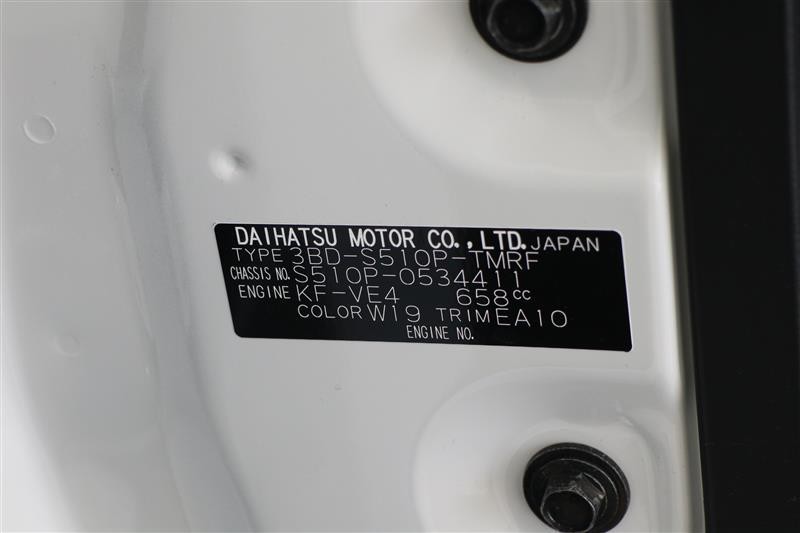 DAIHATSU MOTOR CO.,LTD. JAPAN
TYPE 3BD-S510P-TMRF
CHASSIS NO. S510P-0534411
ENGINE KF-VE4 658cc
COLOR W19 TRIM EA10
ENGINE NO.